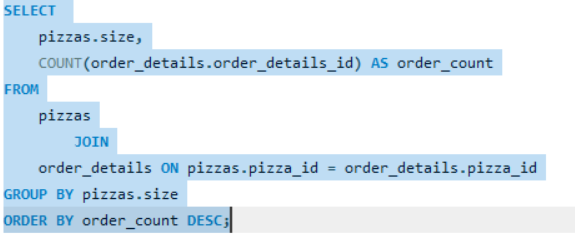 SELECT
    pizzas.size,
    COUNT(order_details.order_details_id) AS order_count
FROM
    pizzas
        JOIN
    order_details ON pizzas.pizza_id = order_details.pizza_id
GROUP BY pizzas.size
ORDER BY order_count DESC;